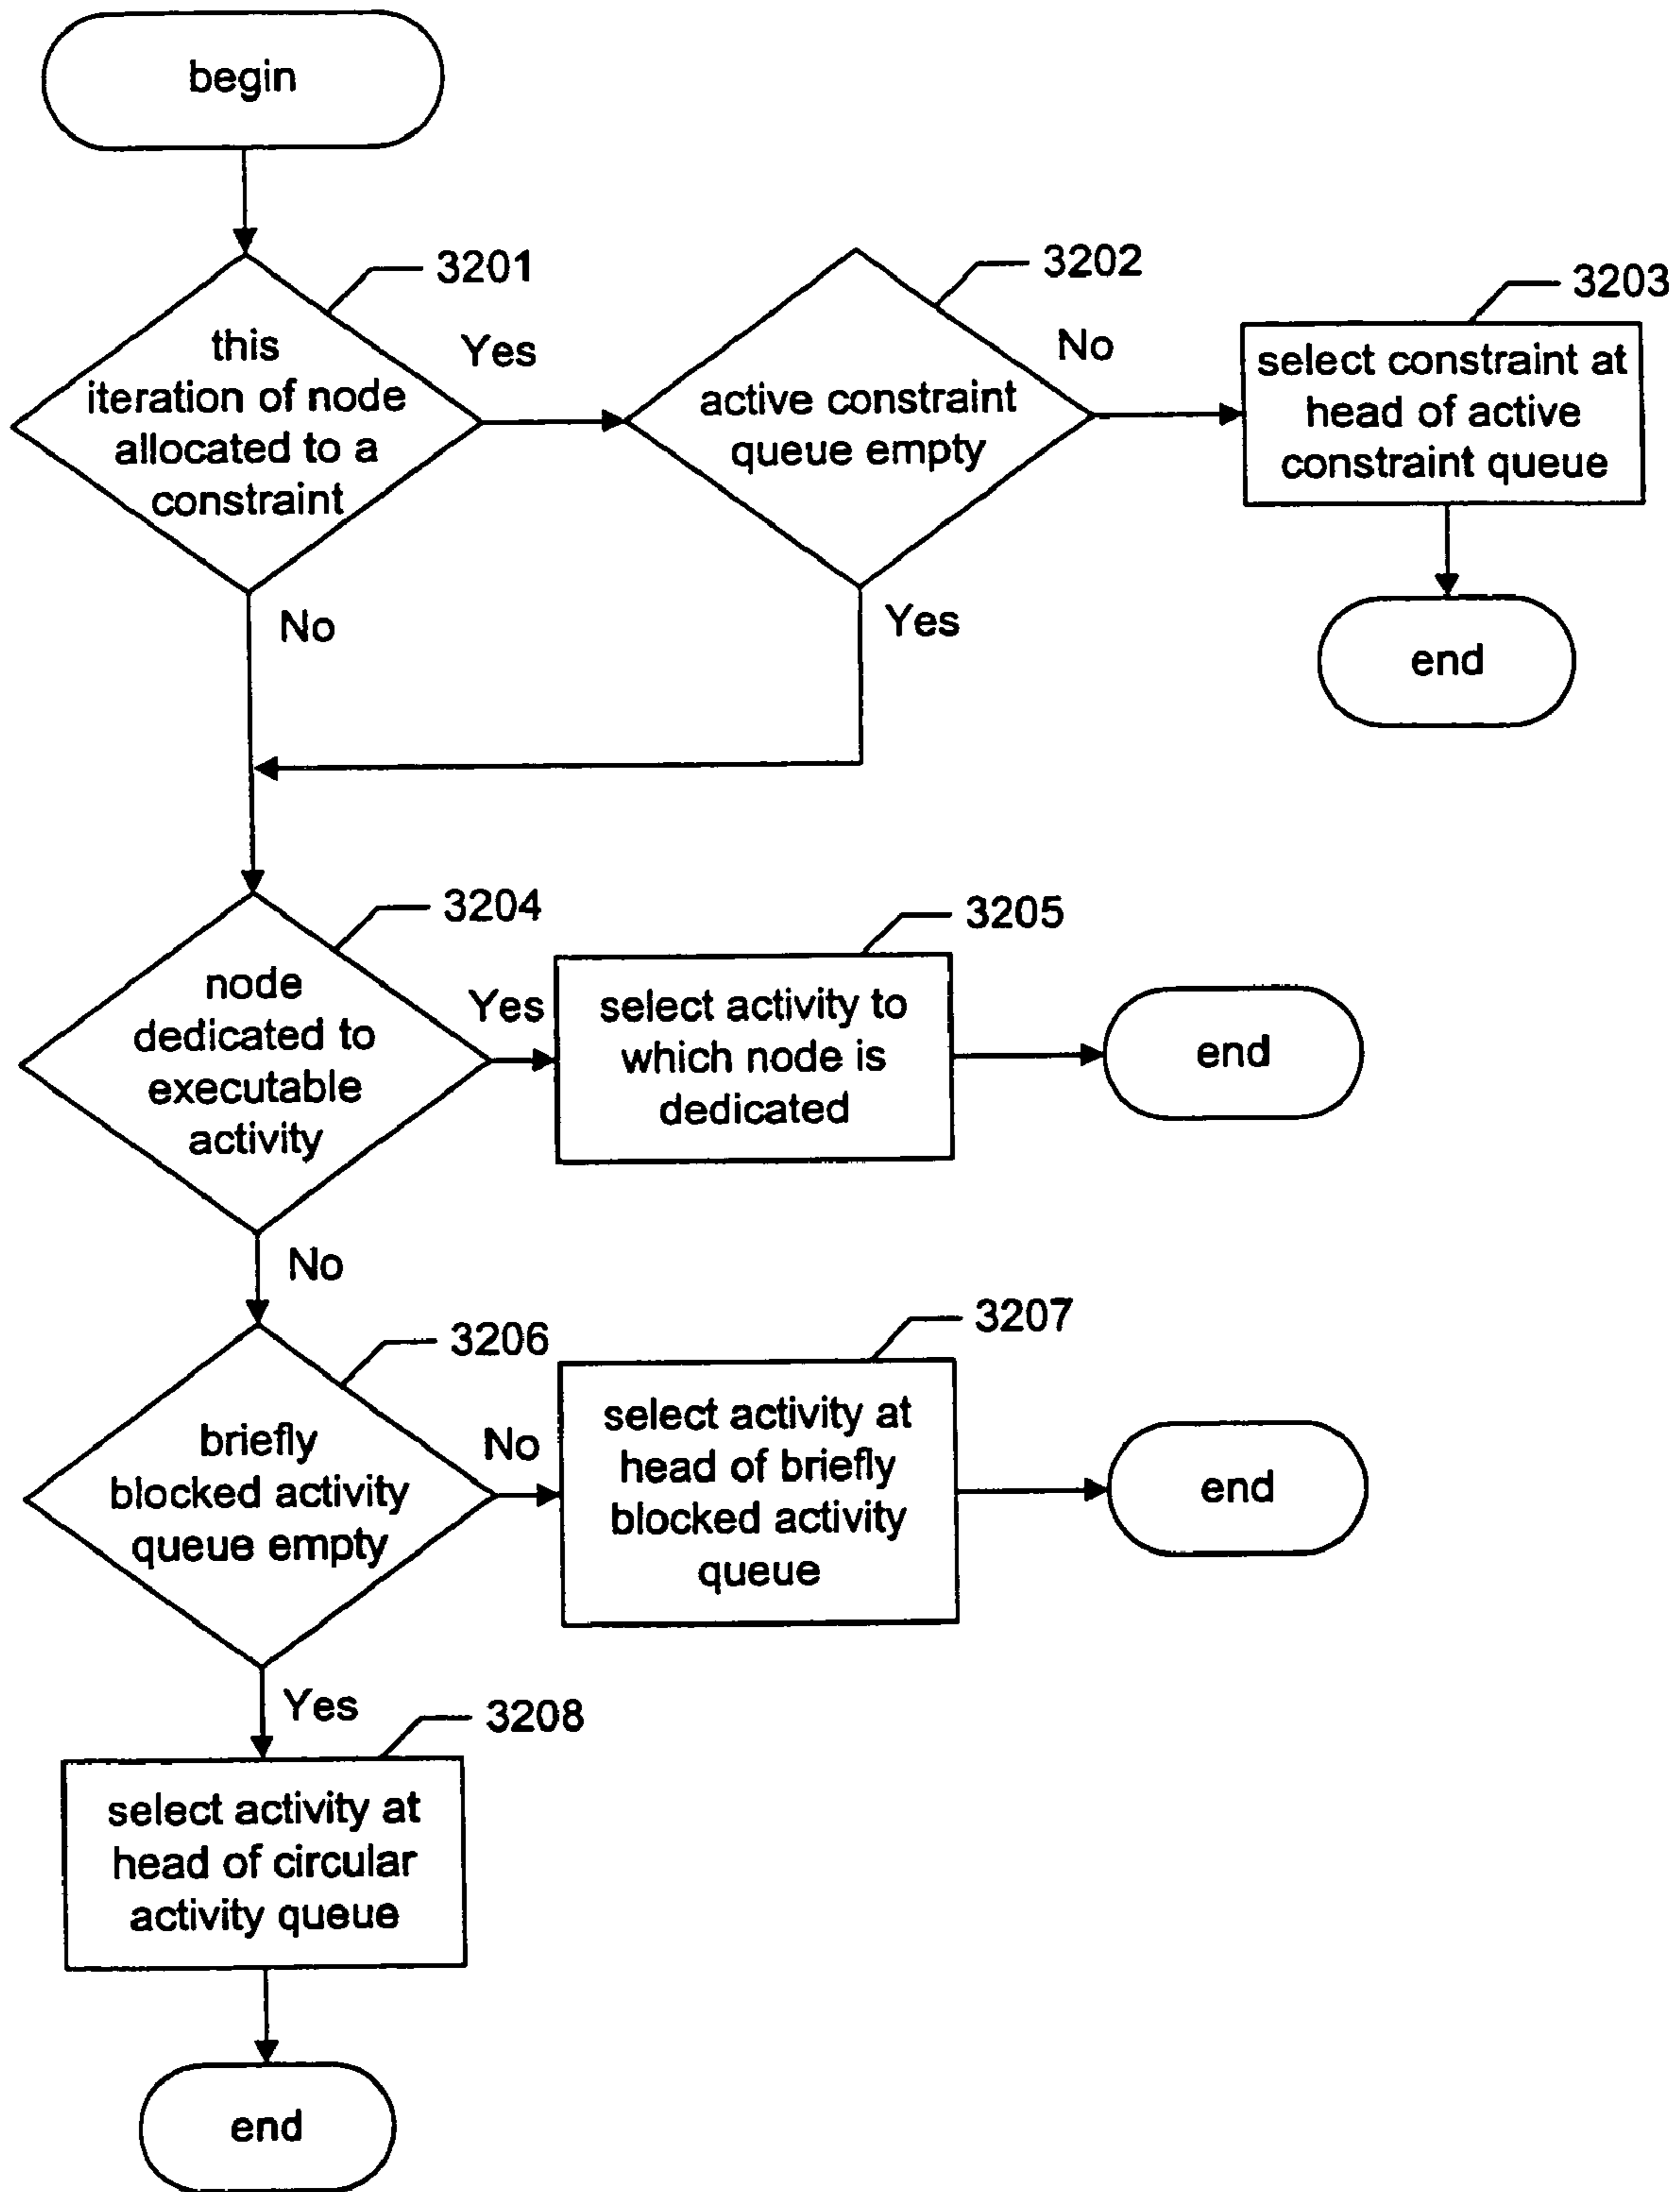 begin
3201
this
iteration of node
allocated to a
constraint
Yes
No
3202
active constraint
queue empty
No
Yes
3203
select constraint at
head of active
constraint queue
end
3204
node
dedicated to
executable
activity
Yes
No
3205
select activity to
which node is
dedicated
end
3206
briefly
blocked activity
queue empty
No
Yes
3207
select activity at
head of briefly
blocked activity
queue
end
3208
select activity at
head of circular
activity queue
end